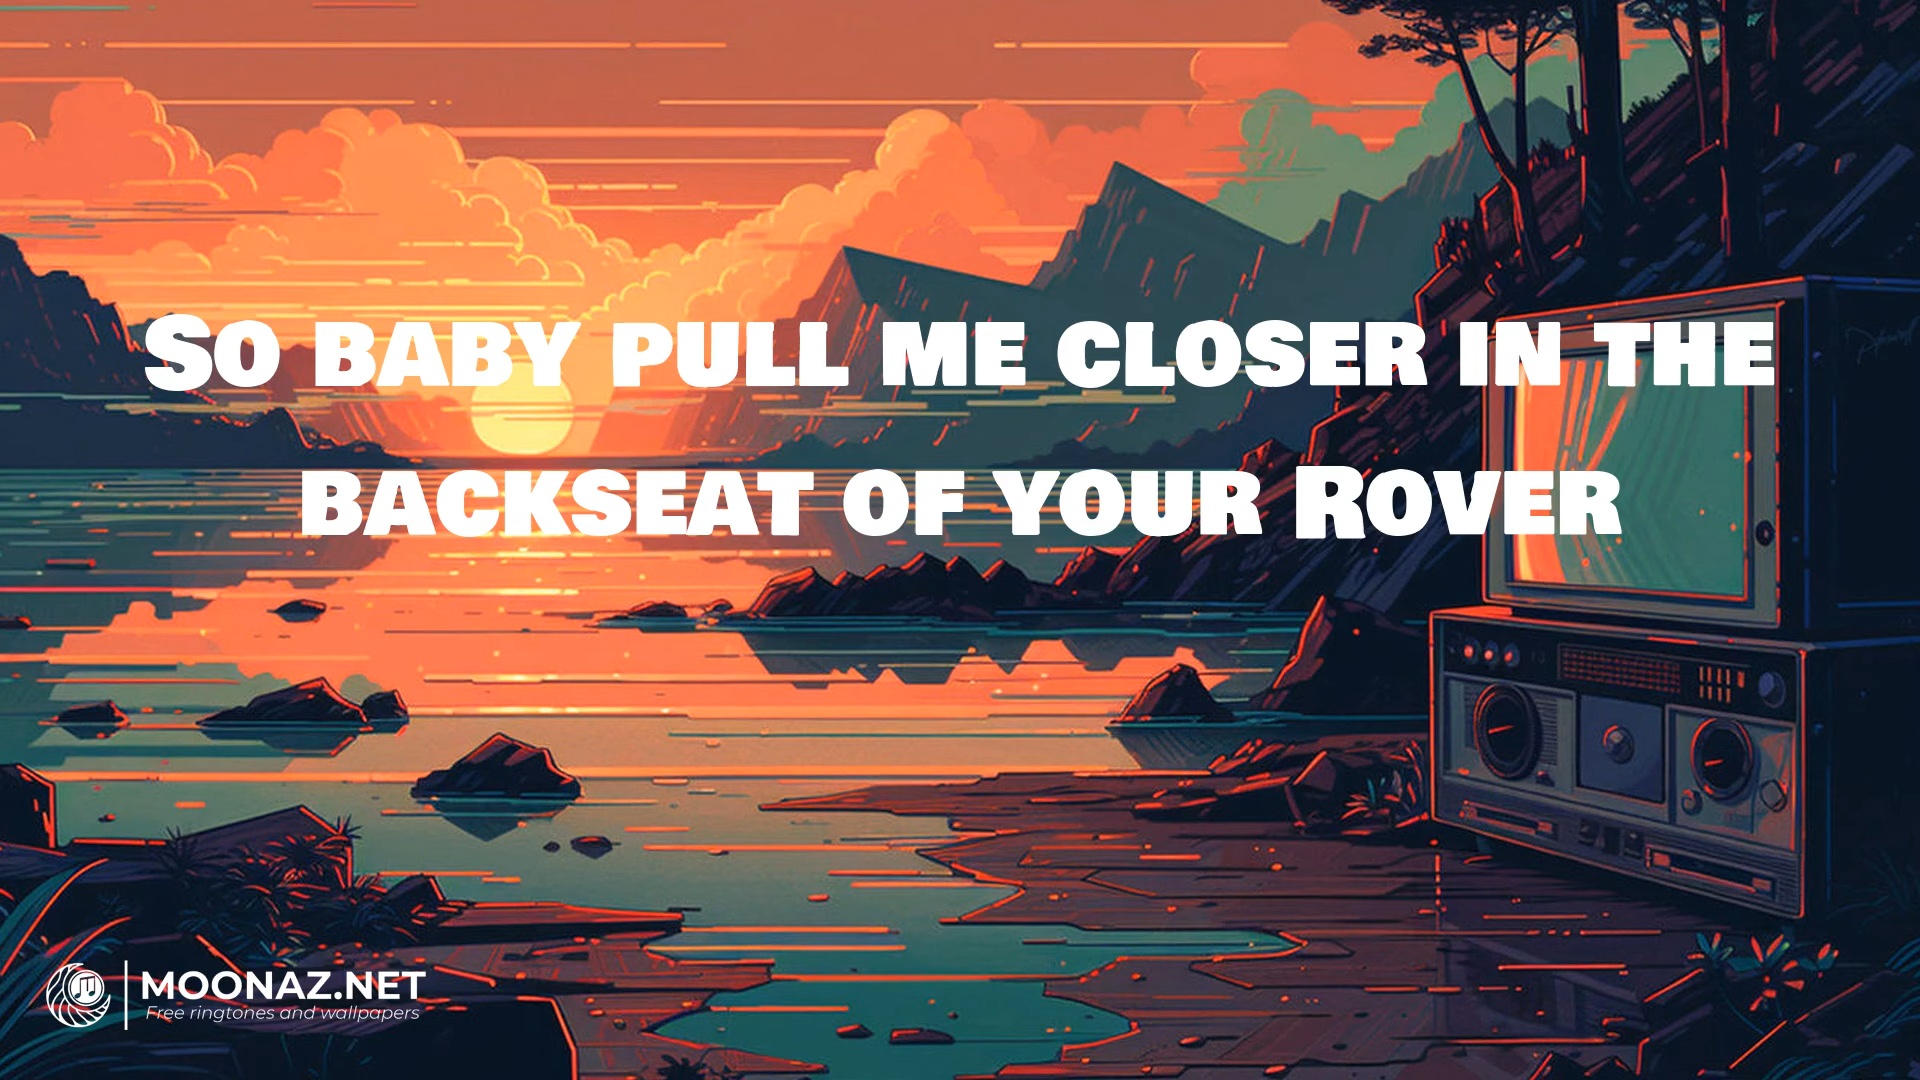 So baby pull me closer in the
backseat of your Rover
MOONAZ.NET
Free ringtones and wallpapers